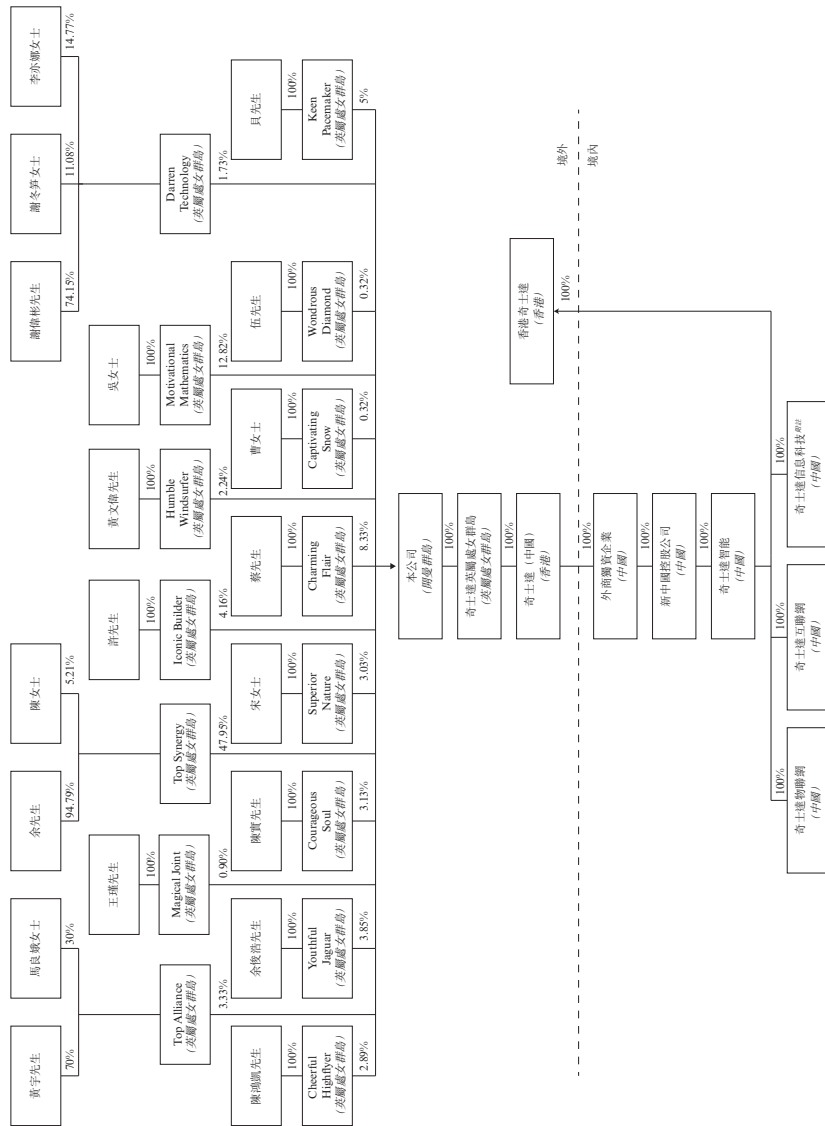 黃宇先生
馬良娥女士
余先生
陳女士
謝偉彬先生
謝冬笋女士
李亦娜女士
70%
30%
94.79%
5.21%
74.15%
11.08%
14.77%
王瑾先生
許先生
黃文偉先生
吳女士
100%
100%
100%
100%
Top Alliance
(英屬處女群島)
Magical Joint
(英屬處女群島)
Top Synergy
(英屬處女群島)
Iconic Builder
(英屬處女群島)
Humble
Windsurfer
(英屬處女群島)
Motivational
Mathematics
(英屬處女群島)
Darren
Technology
(英屬處女群島)
3.33%
0.90%
47.95%
4.16%
2.24%
12.82%
1.73%
陳鴻凱先生
余俊浩先生
陳實先生
宋女士
蔡先生
曹女士
伍先生
貝先生
100%
100%
100%
100%
100%
100%
100%
100%
Cheerful
Highflyer
(英屬處女群島)
Youthful
Jaguar
(英屬處女群島)
Courageous
Soul
(英屬處女群島)
Superior
Nature
(英屬處女群島)
Charming
Flair
(英屬處女群島)
Captivating
Snow
(英屬處女群島)
Wondrous
Diamond
(英屬處女群島)
Keen
Pacemaker
(英屬處女群島)
2.89%
3.85%
3.13%
3.03%
8.33%
0.32%
0.32%
5%
本公司
(開曼群島)
100%
奇士達英屬處女群島
(英屬處女群島)
100%
奇士達（中國）
(香港)
香港奇士達
(香港)
100%
境外
100%
境內
外商獨資企業
(中國)
100%
新中國控股公司
(中國)
100%
奇士達智能
(中國)
100%
100%
100%
奇士達物聯網
(中國)
奇士達互聯網
(中國)
奇士達信息科技附註
(中國)